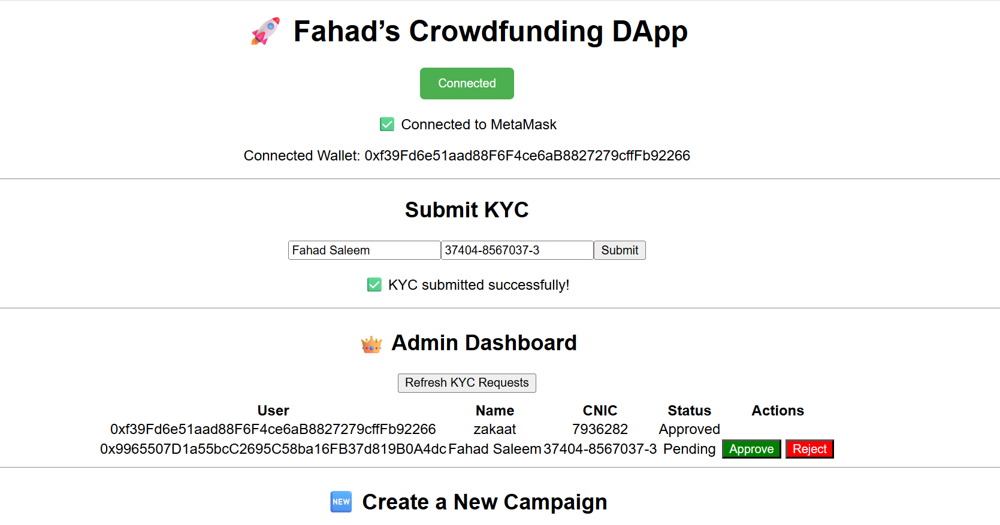 🚀 Fahad’s Crowdfunding DApp
Connected
✅ Connected to MetaMask
Connected Wallet: 0xf39Fd6e51aad88F6F4ce6aB8827279cffFb92266
Submit KYC
Fahad Saleem 37404-8567037-3 Submit
✅ KYC submitted successfully!
👑 Admin Dashboard
Refresh KYC Requests
User Name CNIC Status Actions
0xf39Fd6e51aad88F6F4ce6aB8827279cffFb92266 zakaat 7936282 Approved
0x9965507D1a55bcC2695C58ba16FB37d819B0A4dc Fahad Saleem 37404-8567037-3 Pending Approve Reject
🆕 Create a New Campaign